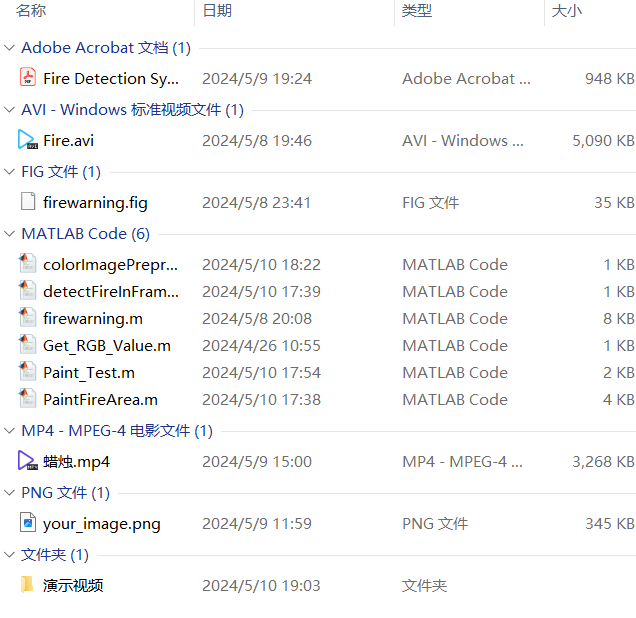 名称 日期 类型 大小
Adobe Acrobat 文档 (1)
Fire Detection Sy... 2024/5/9 19:24 Adobe Acrobat ... 948 KB
AVI - Windows 标准视频文件 (1)
Fire.avi 2024/5/8 19:46 AVI - Windows ... 5,090 KB
FIG 文件 (1)
firewarning.fig 2024/5/8 23:41 FIG 文件 35 KB
MATLAB Code (6)
colorImagePrepr... 2024/5/10 18:22 MATLAB Code 1 KB
detectFireInFram... 2024/5/10 17:39 MATLAB Code 1 KB
firewarning.m 2024/5/8 20:08 MATLAB Code 8 KB
Get_RGB_Value.m 2024/4/26 10:55 MATLAB Code 1 KB
Paint_Test.m 2024/5/10 17:54 MATLAB Code 2 KB
PaintFireArea.m 2024/5/10 17:38 MATLAB Code 4 KB
MP4 - MPEG-4 电影文件 (1)
蜡烛.mp4 2024/5/9 15:00 MP4 - MPEG-4 ... 3,268 KB
PNG 文件 (1)
your_image.png 2024/5/9 11:59 PNG 文件 345 KB
文件夹 (1)
演示视频 2024/5/10 19:03 文件夹